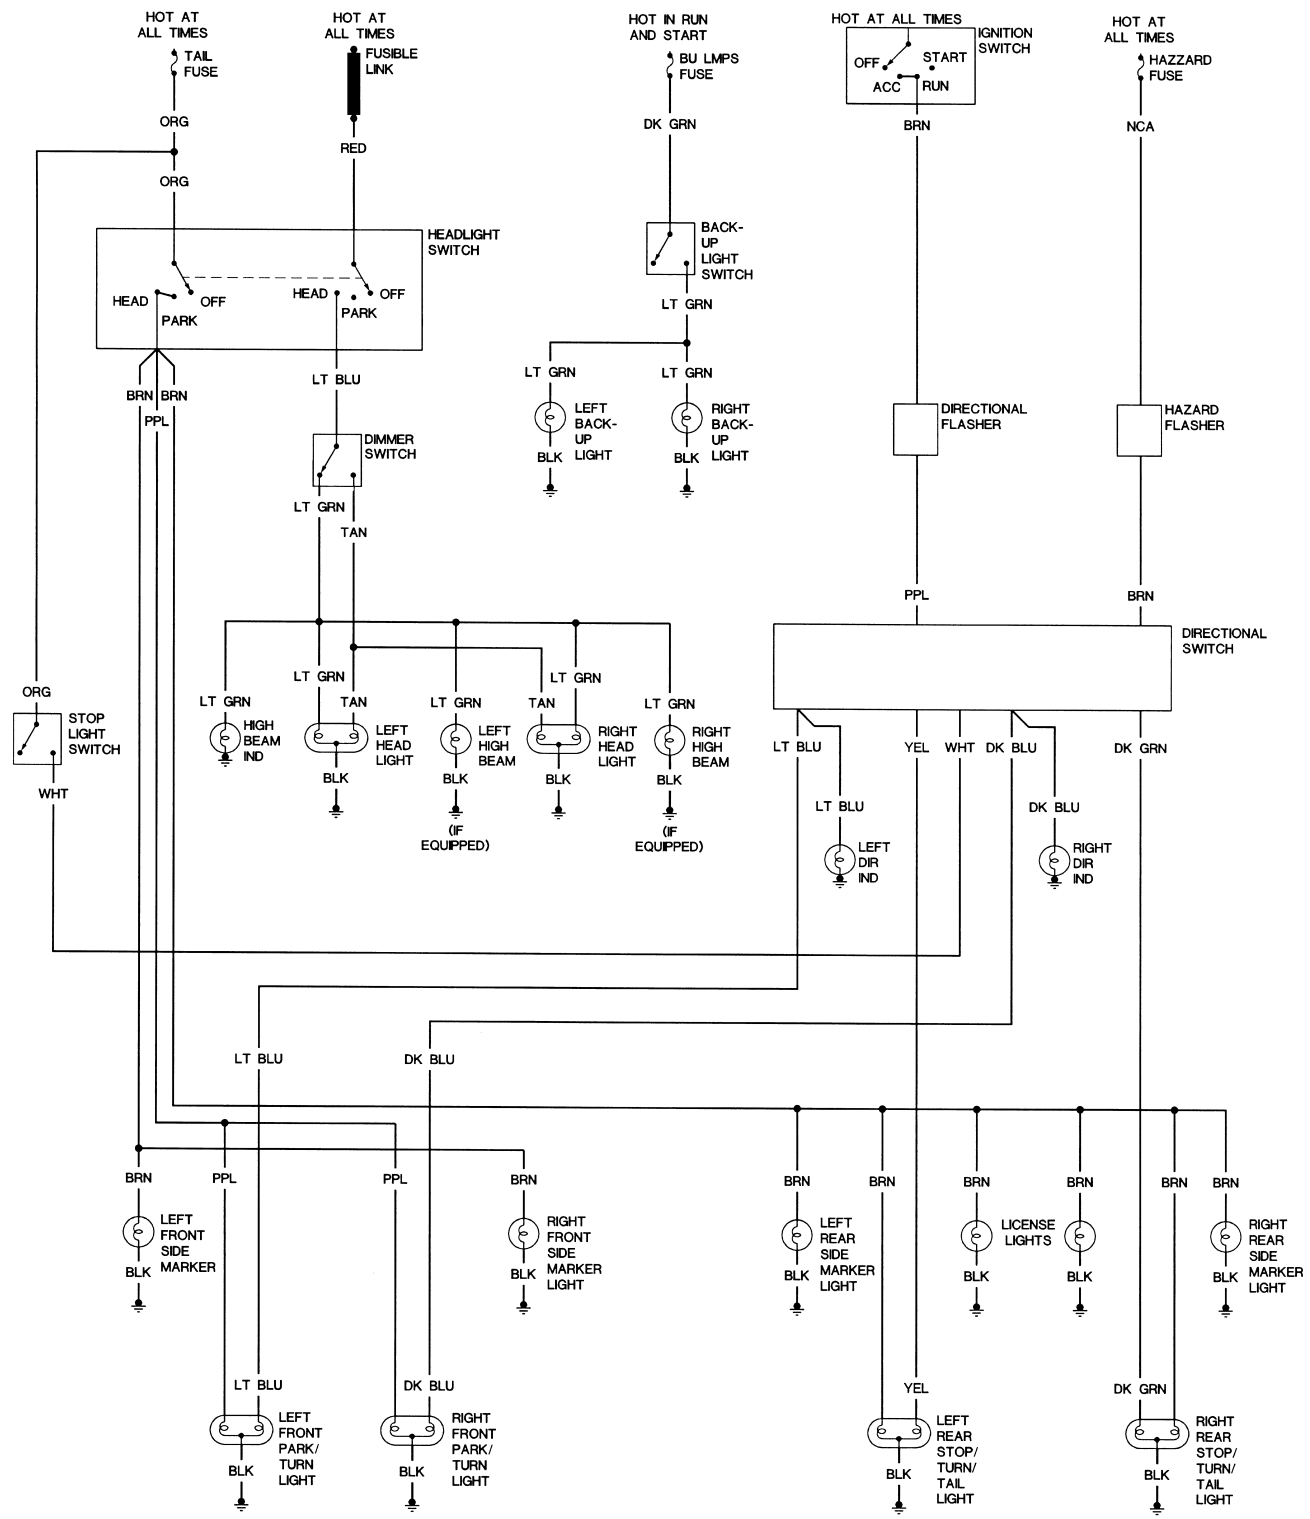 HOT AT
ALL TIMES
TAIL
FUSE
HOT AT
ALL TIMES
FUSIBLE
LINK
HOT IN RUN
AND START
BU LMPS
FUSE
HOT AT ALL TIMES
IGNITION
SWITCH
OFF
START
ACC
RUN
HOT AT
ALL TIMES
HAZZARD
FUSE
ORG
RED
DK GRN
BRN
NCA
ORG
HEADLIGHT
SWITCH
HEAD
OFF
PARK
HEAD
OFF
PARK
BACK-
UP
LIGHT
SWITCH
LT GRN
BRN
BRN
PPL
LT BLU
LT GRN
LT GRN
DIMMER
SWITCH
LEFT
BACK-
UP
LIGHT
RIGHT
BACK-
UP
LIGHT
BLK
BLK
DIRECTIONAL
FLASHER
HAZARD
FLASHER
LT GRN
TAN
PPL
BRN
DIRECTIONAL
SWITCH
ORG
STOP
LIGHT
SWITCH
WHT
LT GRN
LT GRN
TAN
LT GRN
TAN
LT GRN
LT GRN
HIGH
BEAM
IND
LEFT
HEAD
LIGHT
LEFT
HIGH
BEAM
RIGHT
HEAD
LIGHT
RIGHT
HIGH
BEAM
BLK
BLK
BLK
BLK
(IF
EQUIPPED)
(IF
EQUIPPED)
LT BLU
YEL
WHT
DK BLU
DK GRN
LT BLU
DK BLU
LEFT
DIR
IND
RIGHT
DIR
IND
LT BLU
DK BLU
BRN
PPL
PPL
BRN
BRN
BRN
BRN
BRN
BRN
BRN
LEFT
FRONT
SIDE
MARKER
RIGHT
FRONT
SIDE
MARKER
LIGHT
LEFT
REAR
SIDE
MARKER
LIGHT
LICENSE
LIGHTS
RIGHT
REAR
SIDE
MARKER
LIGHT
BLK
BLK
BLK
BLK
BLK
BLK
LT BLU
DK BLU
YEL
DK GRN
LEFT
FRONT
PARK/
TURN
LIGHT
RIGHT
FRONT
PARK/
TURN
LIGHT
LEFT
REAR
STOP/
TURN/
TAIL
LIGHT
RIGHT
REAR
STOP/
TURN/
TAIL
LIGHT
BLK
BLK
BLK
BLK